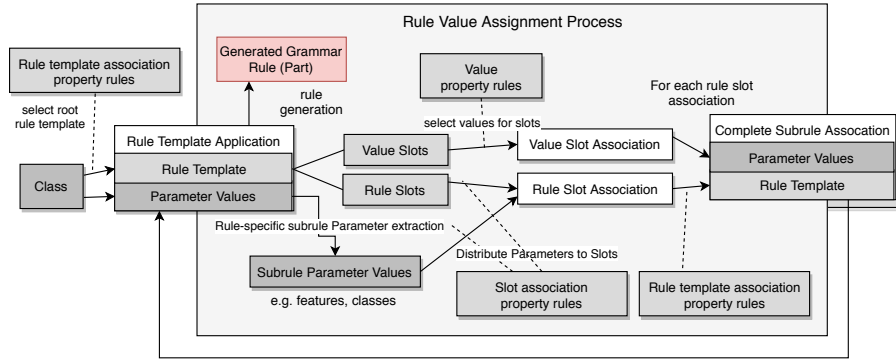 Rule Value Assignment Process
Rule template association
property rules
Generated Grammar
Rule (Part)
Value
property rules
For each rule slot
association
select root
rule template
rule
generation
select values for slots
Rule Template Application
Rule Template
Parameter Values
Class
Value Slots
Rule Slots
Value Slot Association
Rule Slot Association
Complete Subrule Assocation
Parameter Values
Rule Template
Rule-specific subrule Parameter extraction
Distribute Parameters to Slots
Subrule Parameter Values
e.g. features, classes
Slot association
property rules
Rule template association
property rules